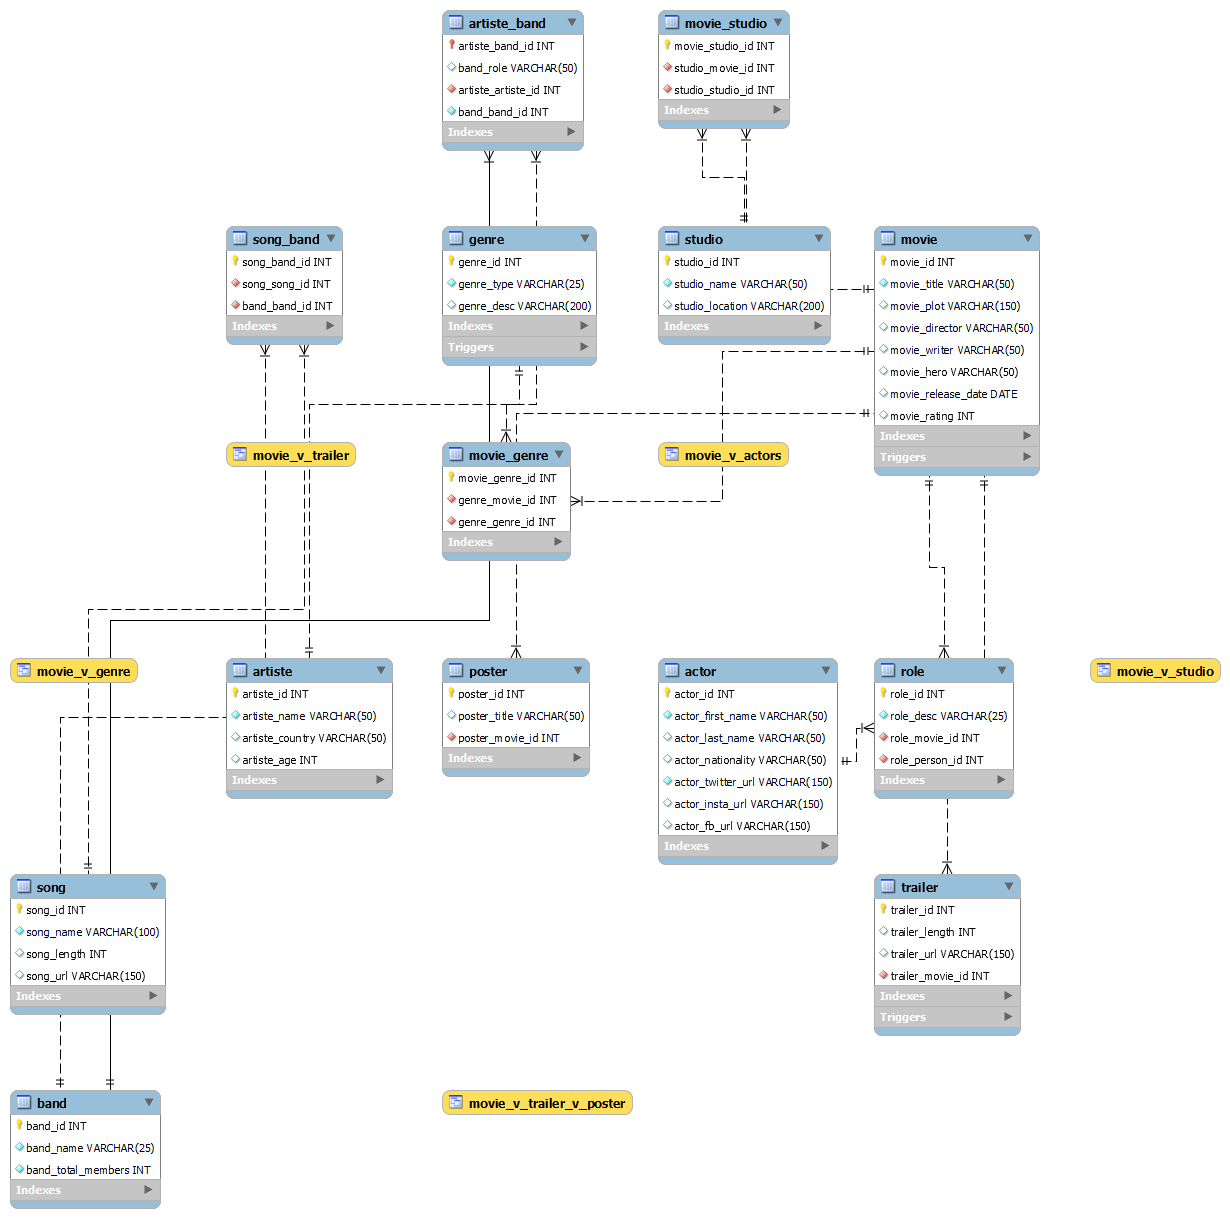 artiste_band
artiste_band_id INT
band_role VARCHAR(50)
artiste_artiste_id INT
band_band_id INT
Indexes
movie_studio
movie_studio_id INT
studio_movie_id INT
studio_studio_id INT
Indexes
song_band
song_band_id INT
song_song_id INT
band_band_id INT
Indexes
genre
genre_id INT
genre_type VARCHAR(25)
genre_desc VARCHAR(200)
Indexes
Triggers
studio
studio_id INT
studio_name VARCHAR(50)
studio_location VARCHAR(200)
Indexes
movie
movie_id INT
movie_title VARCHAR(50)
movie_plot VARCHAR(150)
movie_director VARCHAR(50)
movie_writer VARCHAR(50)
movie_hero VARCHAR(50)
movie_release_date DATE
movie_rating INT
Indexes
Triggers
movie_v_trailer
movie_genre
movie_genre_id INT
genre_movie_id INT
genre_genre_id INT
Indexes
movie_v_actors
movie_v_genre
artiste
artiste_id INT
artiste_name VARCHAR(50)
artiste_country VARCHAR(50)
artiste_age INT
Indexes
poster
poster_id INT
poster_title VARCHAR(50)
poster_movie_id INT
Indexes
actor
actor_id INT
actor_first_name VARCHAR(50)
actor_last_name VARCHAR(50)
actor_nationality VARCHAR(50)
actor_twitter_url VARCHAR(150)
actor_insta_url VARCHAR(150)
actor_fb_url VARCHAR(150)
Indexes
role
role_id INT
role_desc VARCHAR(25)
role_movie_id INT
role_person_id INT
Indexes
movie_v_studio
song
song_id INT
song_name VARCHAR(100)
song_length INT
song_url VARCHAR(150)
Indexes
trailer
trailer_id INT
trailer_length INT
trailer_url VARCHAR(150)
trailer_movie_id INT
Indexes
Triggers
band
band_id INT
band_name VARCHAR(25)
band_total_members INT
Indexes
movie_v_trailer_v_poster